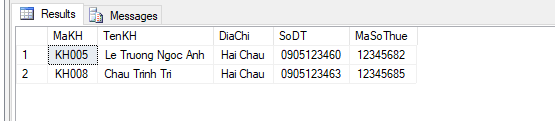 Results Messages
MaKH TenKH DiaChi SoDT MaSoThue
1 KH005 Le Truong Ngoc Anh Hai Chau 0905123460 12345682
2 KH008 Chau Trinh Tri Hai Chau 0905123463 12345685